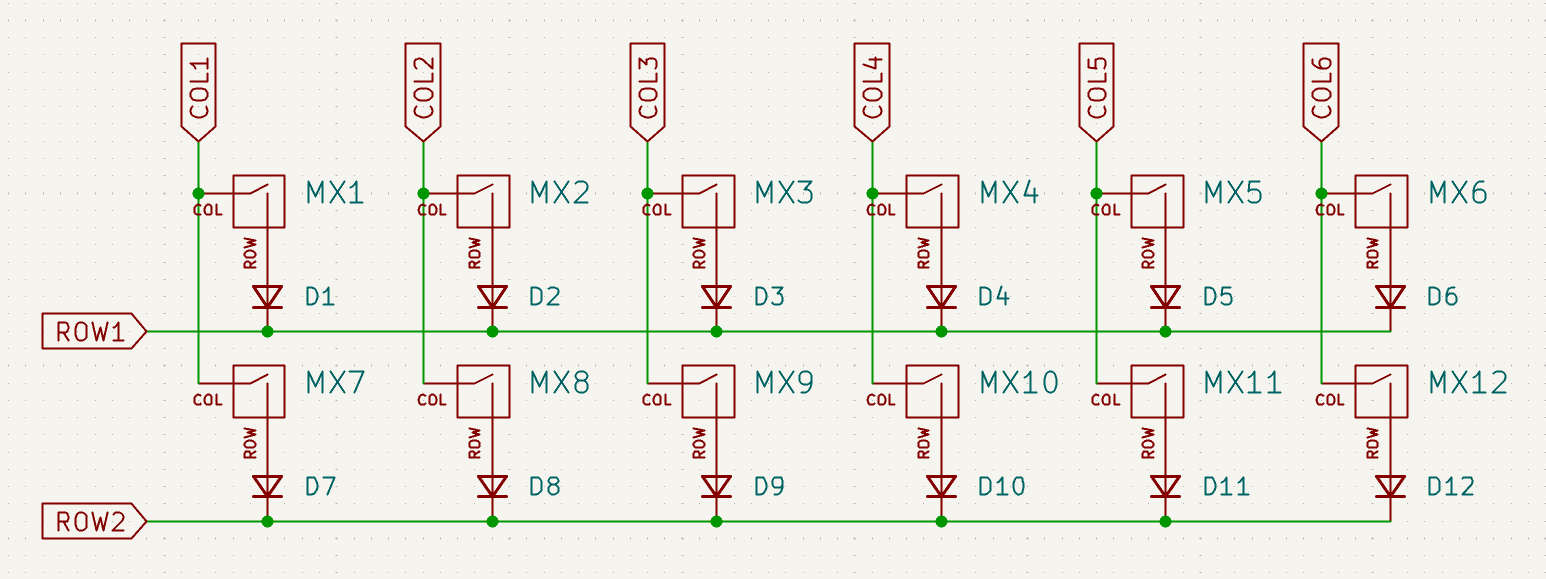 COL1 COL2 COL3 COL4 COL5 COL6
MX1 MX2 MX3 MX4 MX5 MX6
COL COL COL COL COL COL
ROW ROW ROW ROW ROW ROW
D1 D2 D3 D4 D5 D6
ROW1
MX7 MX8 MX9 MX10 MX11 MX12
COL COL COL COL COL COL
ROW ROW ROW ROW ROW ROW
D7 D8 D9 D10 D11 D12
ROW2